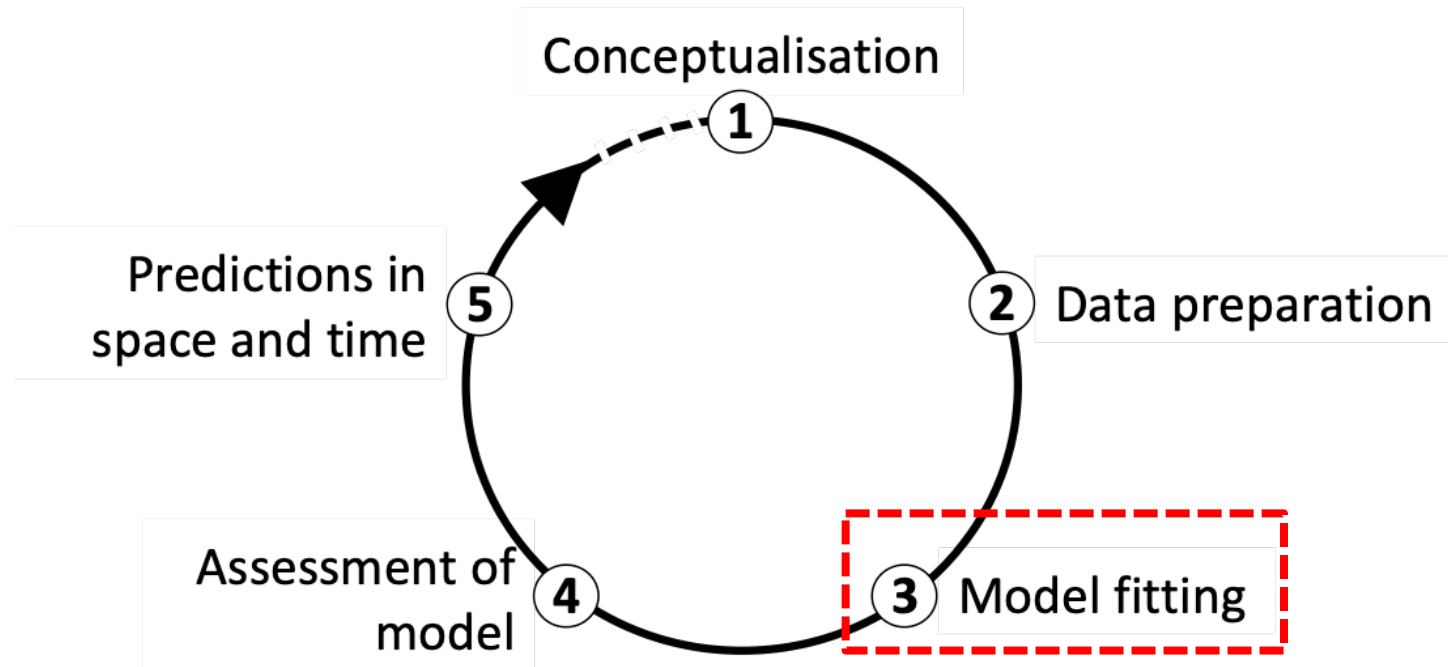 Conceptualisation
1
2 Data preparation
3 Model fitting
4
Assessment of
model
5
Predictions in
space and time